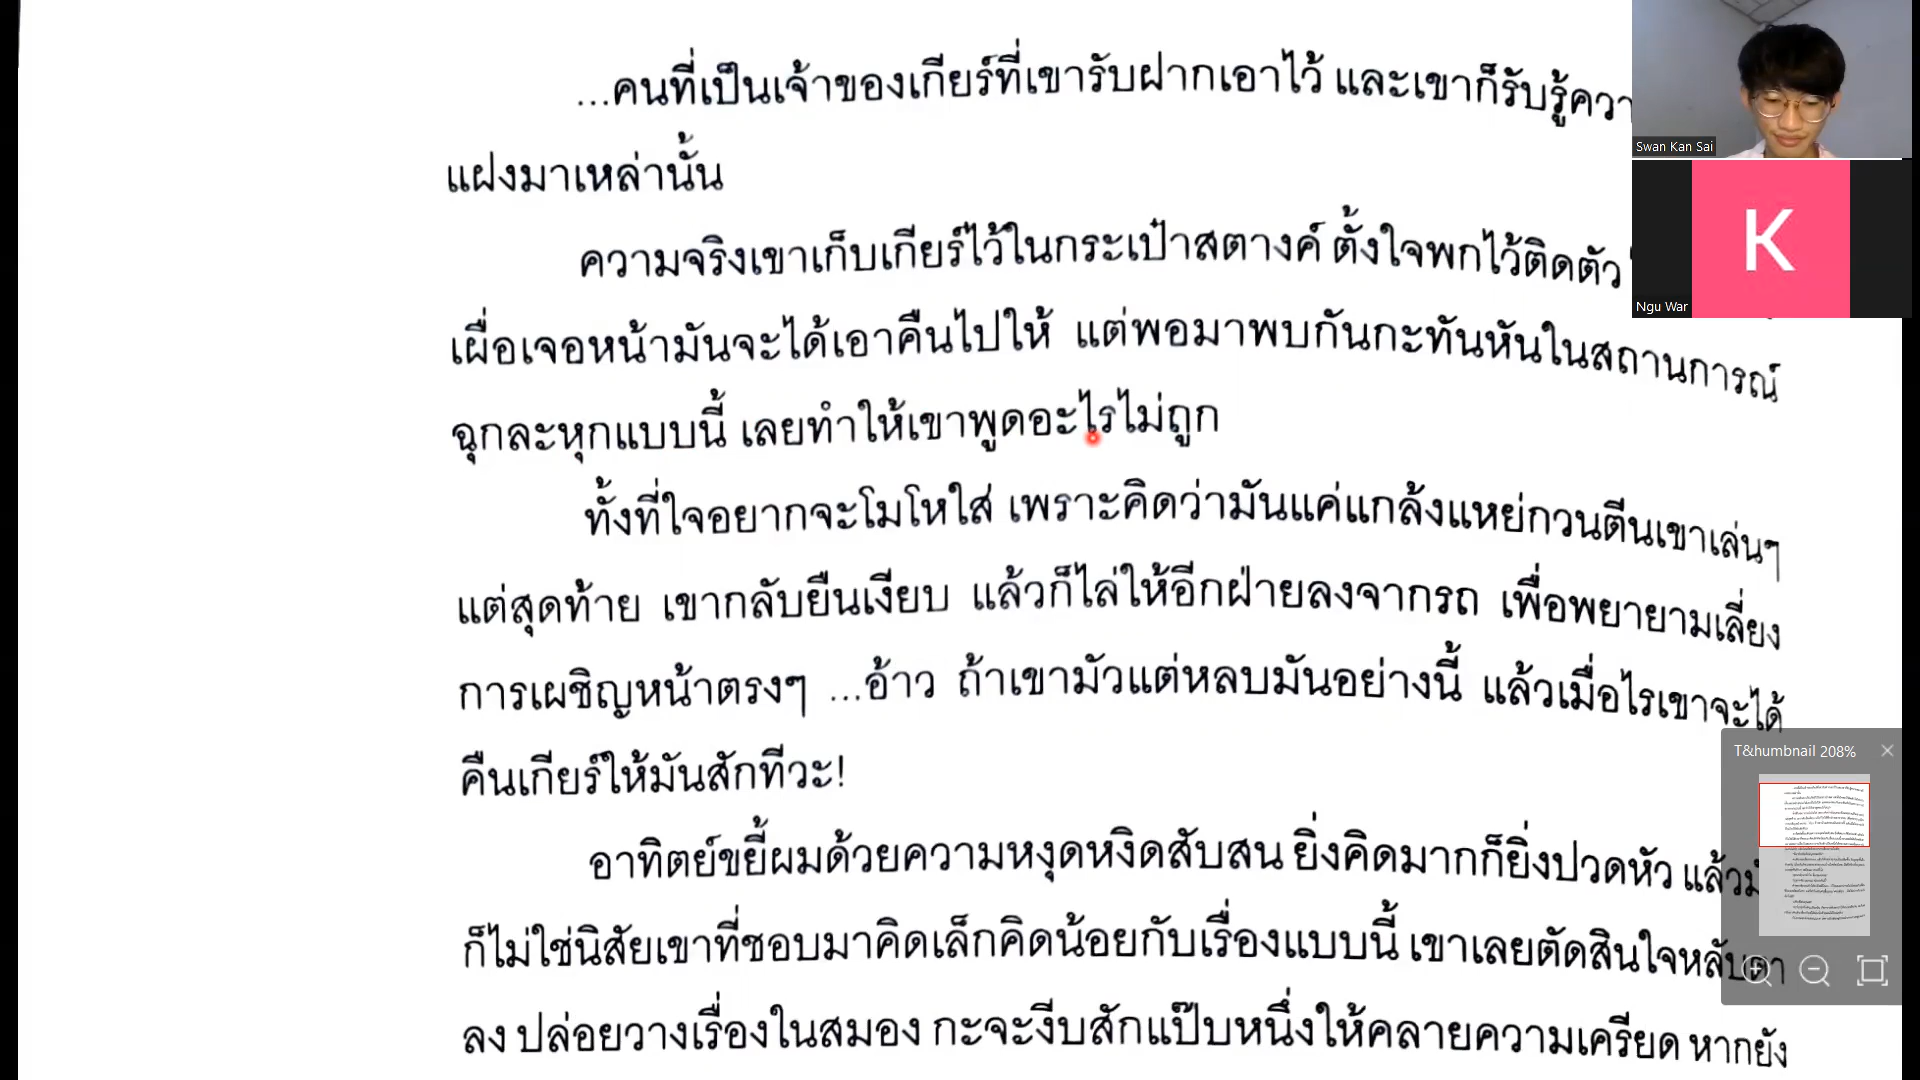 ...คนที่เป็นเจ้าของเกียร์ที่เขารับฝากเอาไว้ และเขาก็รับรู้ควา
แฝงมาเหล่านั้น
ความจริงเขาเก็บเกียร์ไว้ในกระเป๋าสตางค์ ตั้งใจพกไว้ติดตัว
เผื่อเจอหน้ามันจะได้เอาคืนไปให้ แต่พอมาพบกันกะทันหันในสถานการณ์
ฉุกละหุกแบบนี้ เลยทำให้เขาพูดอะไรไม่ถูก
ทั้งที่ใจอยากจะโมโหใส่ เพราะคิดว่ามันแค่แกล้งแหย่กวนตีนเขาเล่นๆ
แต่สุดท้าย เขากลับยืนเงียบ แล้วก็ไล่ให้อีกฝ่ายลงจากรถ เพื่อพยายามเลี่ยง
การเผชิญหน้าตรงๆ ...อ้าว ถ้าเขามัวแต่หลบมันอย่างนี้ แล้วเมื่อไรเขาจะได้
คืนเกียร์ให้มันสักทีวะ!
อาทิตย์ขยี้ผมด้วยความหงุดหงิดสับสน ยิ่งคิดมากก็ยิ่งปวดหัว แล้วม
ก็ไม่ใช่นิสัยเขาที่ชอบมาคิดเล็กคิดน้อยกับเรื่องแบบนี้ เขาเลยตัดสินใจหลับตา
ลง ปล่อยวางเรื่องในสมอง กะจะงีบสักแป๊บหนึ่งให้คลายความเครียด หากยัง
Swan Kan Sai
K
Ngu War
T&humbnail 208%